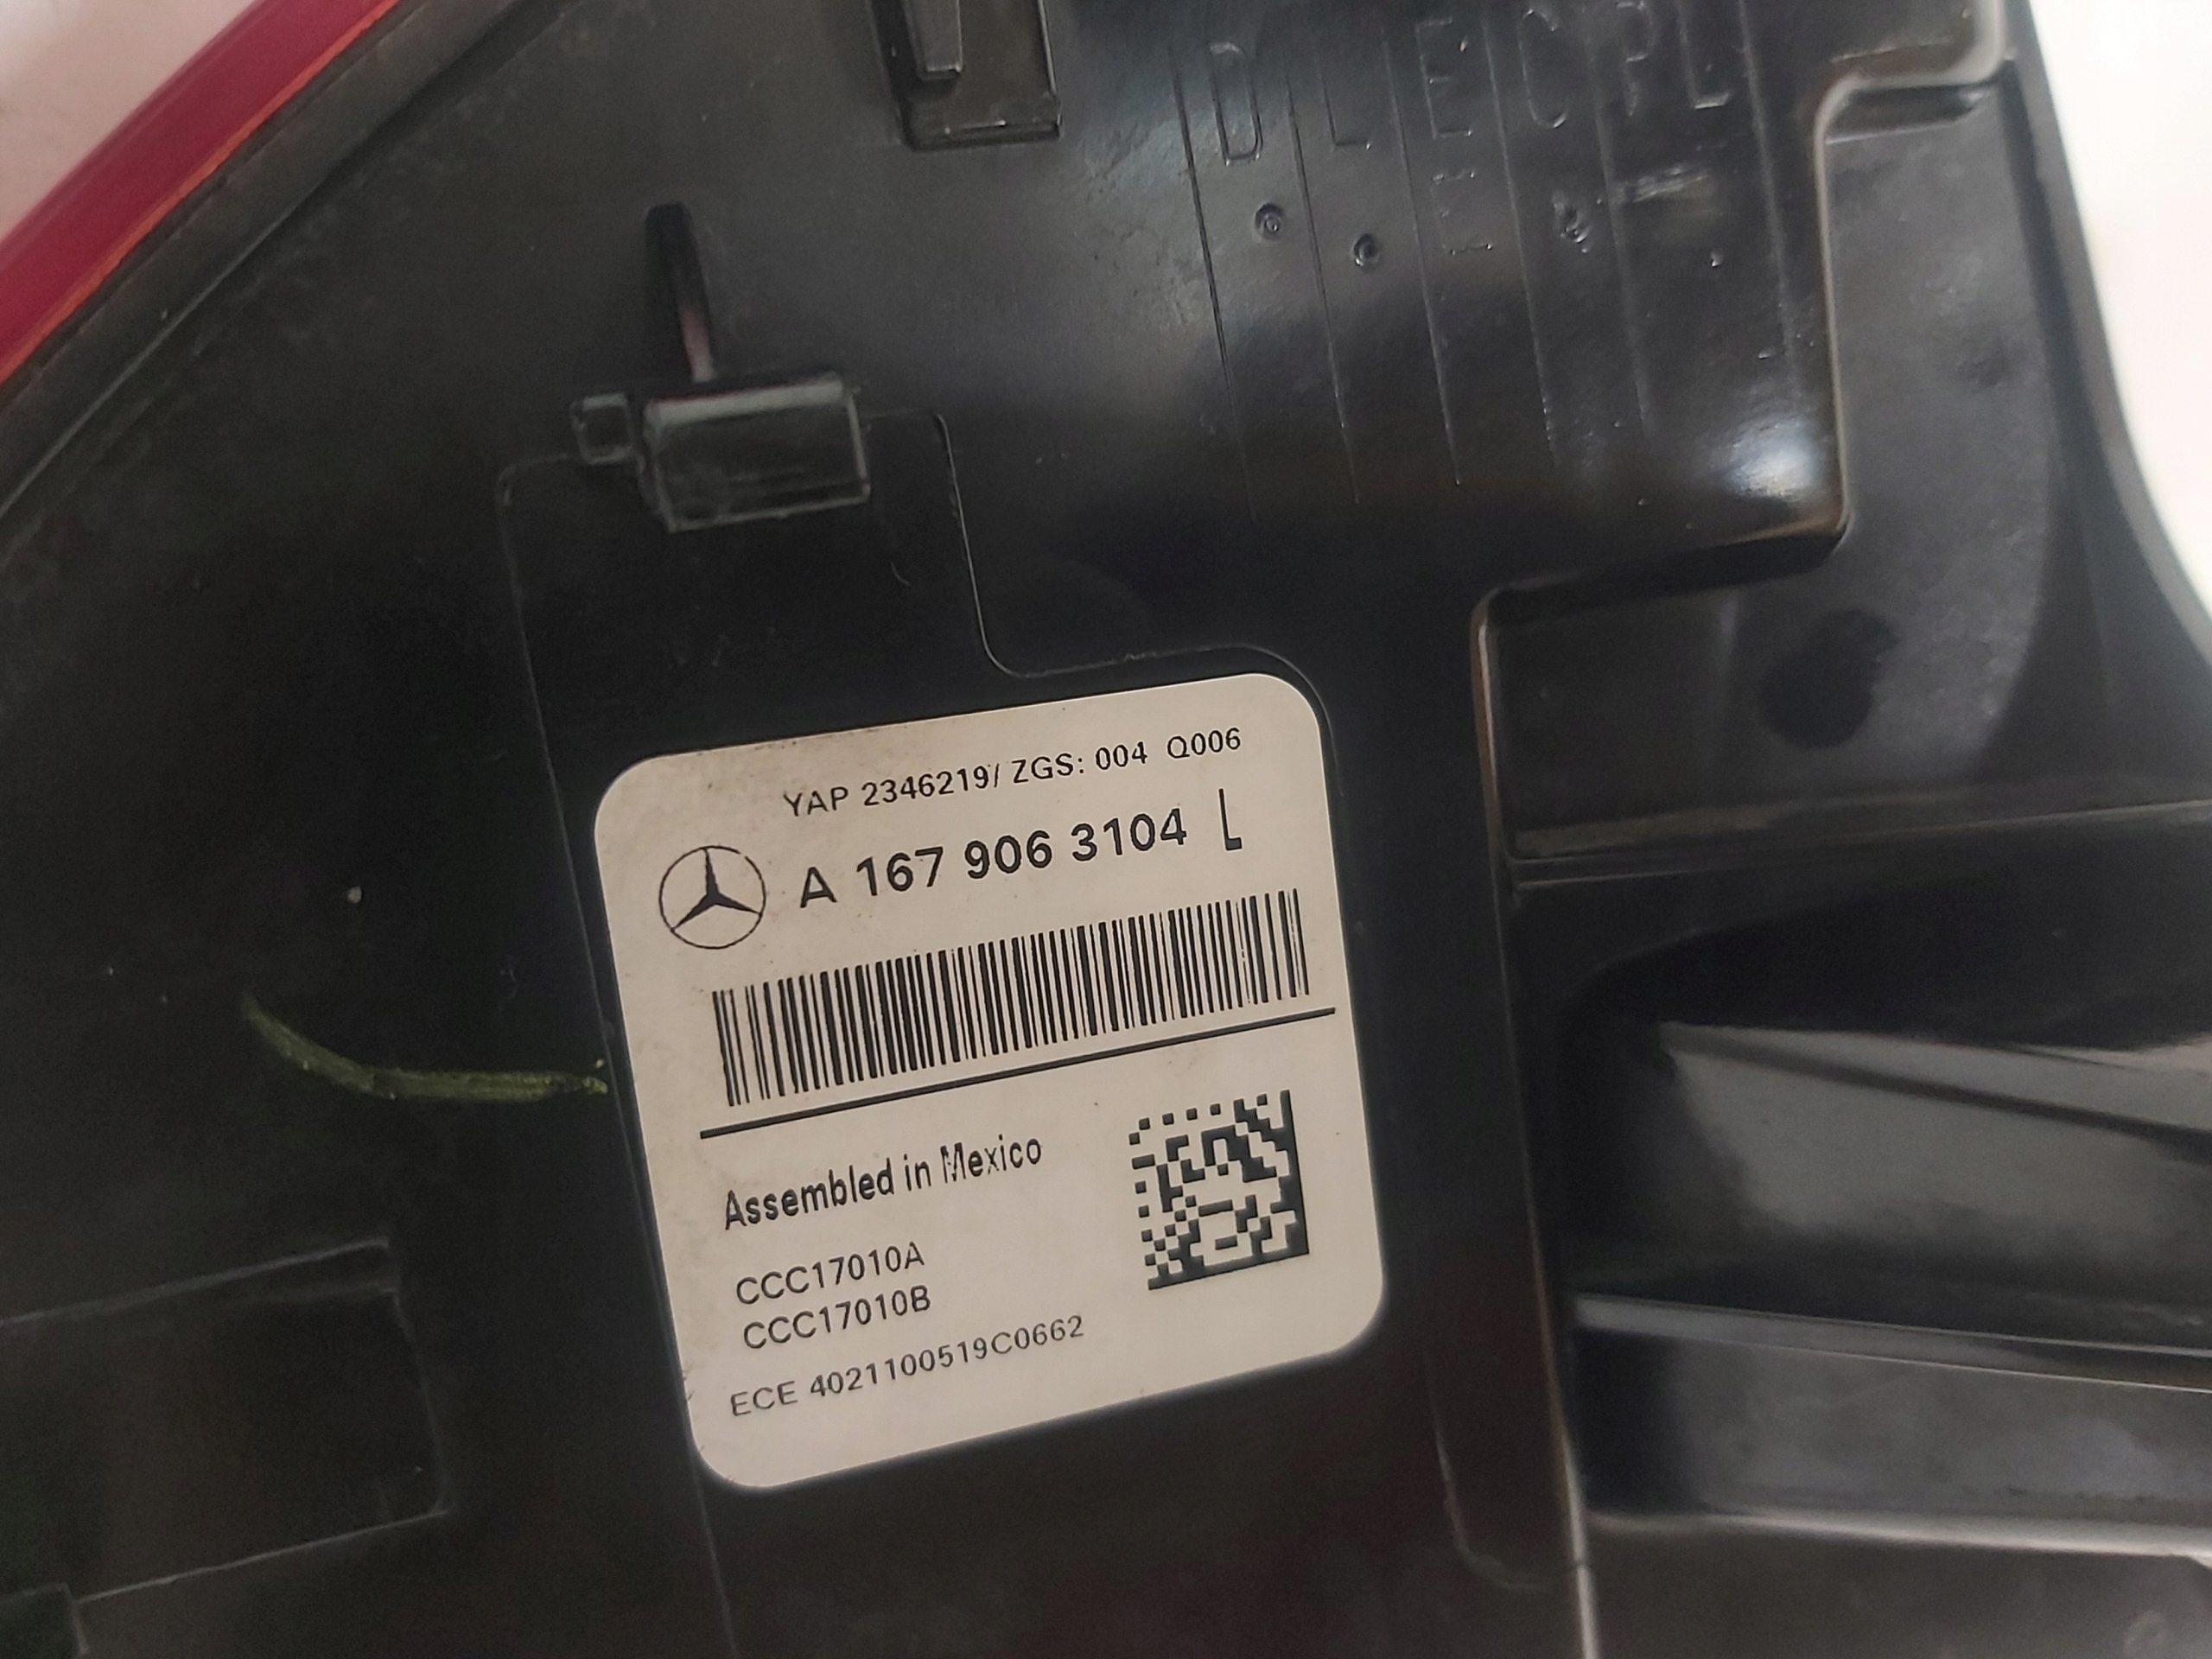 D L E C P L
YAP 2346219/ ZGS: 004 Q006
A 167 906 3104 L
Assembled in Mexico
CCC17010A
CCC17010B
ECE 4021100519C0662